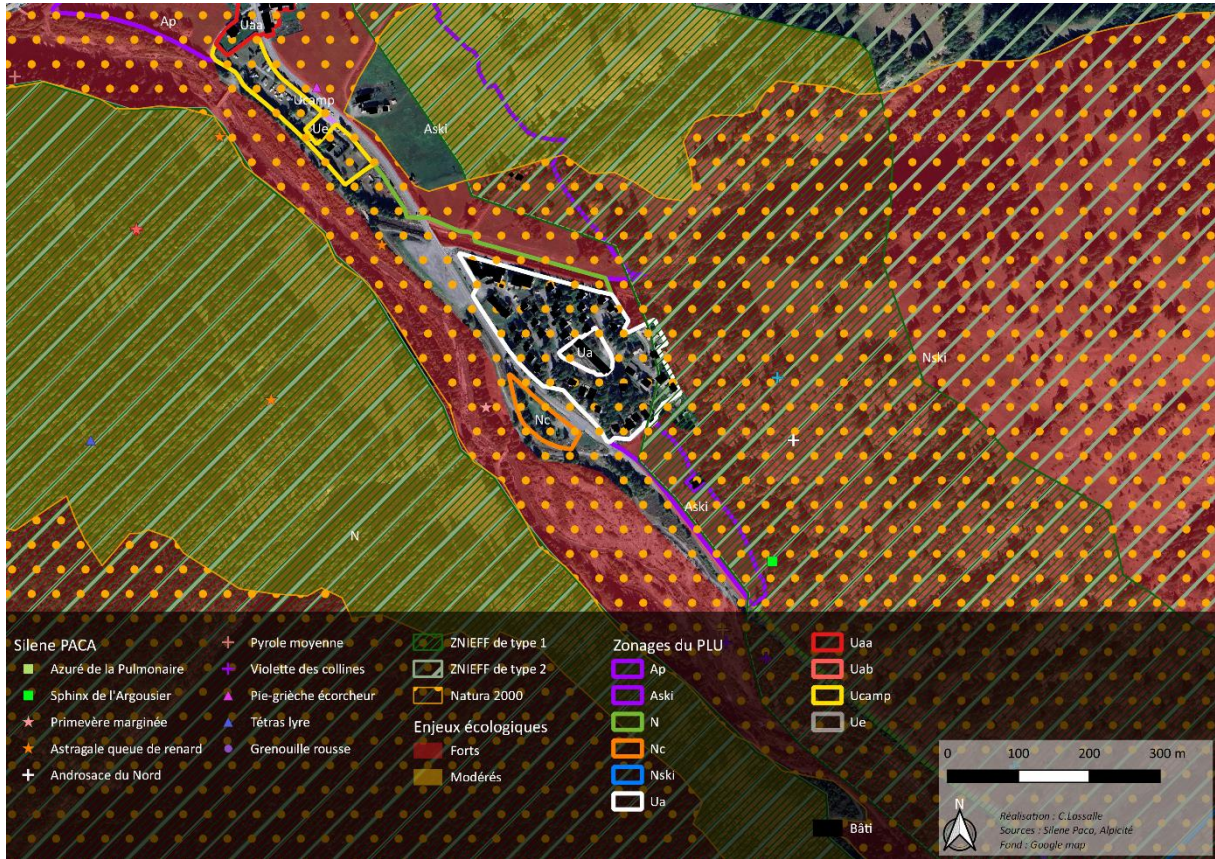 Ap
Uaa
Ucamp
Ue
Aski
Ua
Nski
Nc
Aski
N
Silene PACA
Azuré de la Pulmonaire
Sphinx de l'Argousier
Primevère marginée
Astragale queue de renard
Androsace du Nord
Pyrole moyenne
Violette des collines
Pie-grièche écorcheur
Tétras lyre
Grenouille rousse
ZNIEFF de type 1
ZNIEFF de type 2
Natura 2000
Enjeux écologiques
Forts
Modérés
Zonages du PLU
Ap
Aski
N
Nc
Nski
Ua
Uaa
Uab
Ucamp
Ue
Bâti
0 100 200 300 m
N
Réalisation : C.Lassalle
Sources : Silene Paca, Alpicité
Fond : Google map